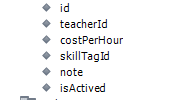 id
teacherId
costPerHour
skillTagId
note
isActived